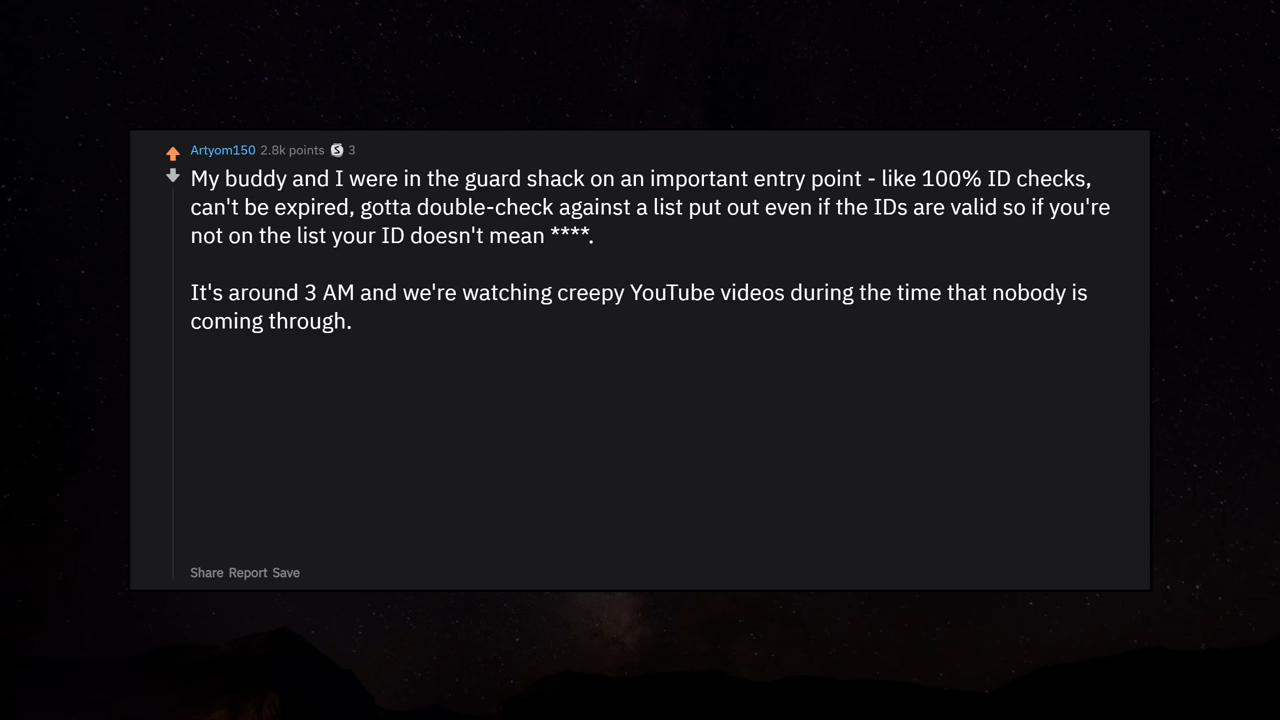 Artyom150 2.8k points S 3
My buddy and I were in the guard shack on an important entry point - like 100% ID checks,
can't be expired, gotta double-check against a list put out even if the IDs are valid so if you're
not on the list your ID doesn't mean ****.
It's around 3 AM and we're watching creepy YouTube videos during the time that nobody is
coming through.
Share Report Save